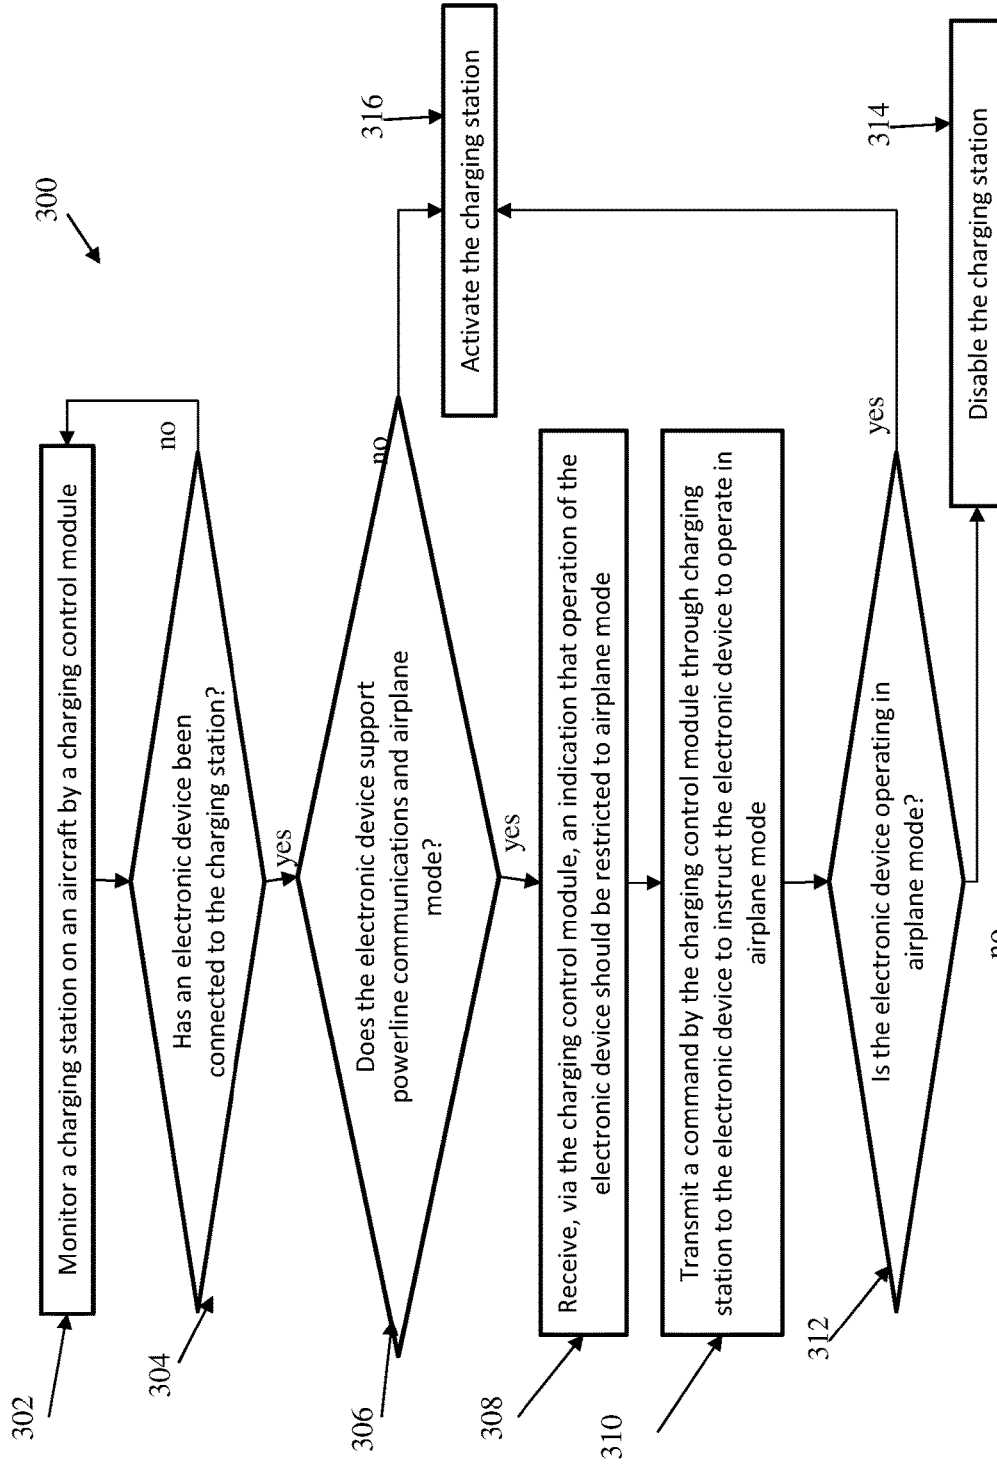 300
302
Monitor a charging station on an aircraft by a charging control module
304
Has an electronic device been
connected to the charging station?
no
yes
306
Does the electronic device support
powerline communications and airplane
mode?
no
yes
316
Activate the charging station
308
Receive, via the charging control module, an indication that operation of the
electronic device should be restricted to airplane mode
310
Transmit a command by the charging control module through charging
station to the electronic device to instruct the electronic device to operate in
airplane mode
312
Is the electronic device operating in
airplane mode?
yes
no
314
Disable the charging station